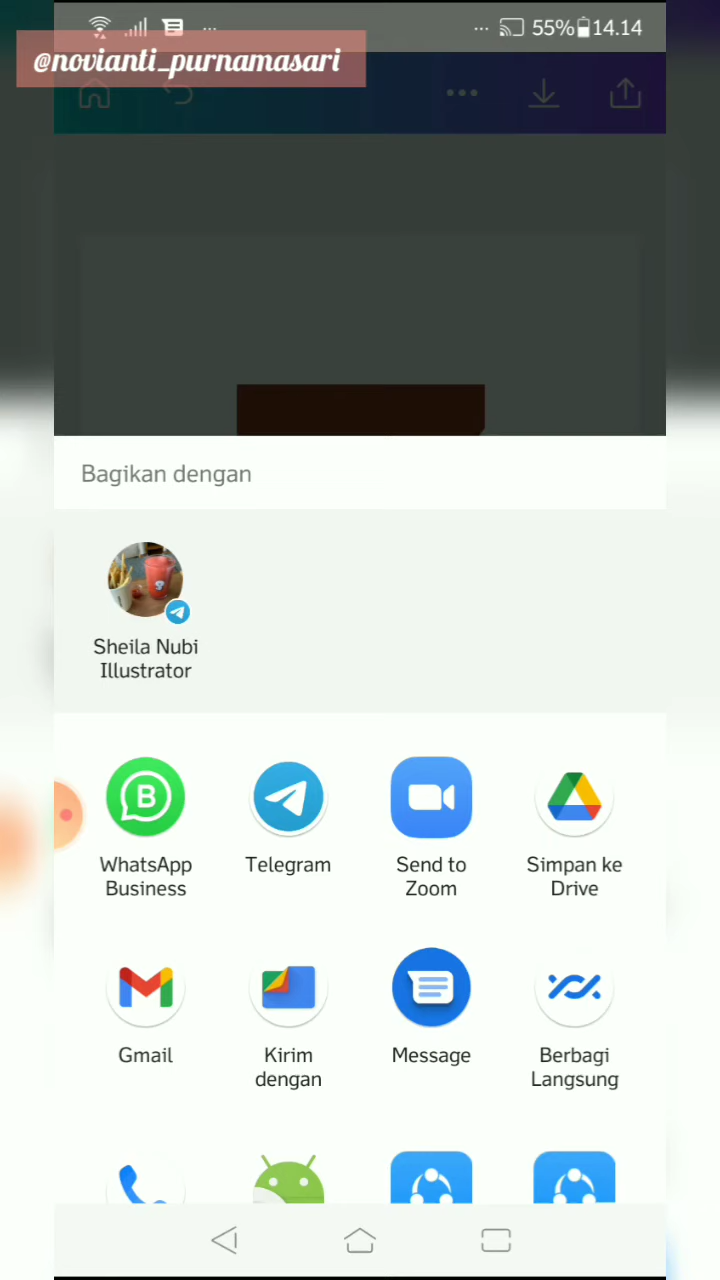 55% 14.14
@novianti_purnamasari
Bagikan dengan
Sheila Nubi
Illustrator
WhatsApp
Business
Telegram
Send to
Zoom
Simpan ke
Drive
Gmail
Kirim
dengan
Message
Berbagi
Langsung